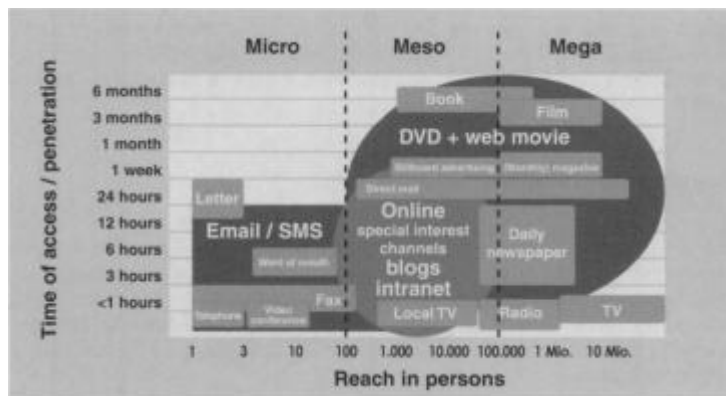 Micro Meso Mega
Time of access / penetration
6 months
3 months
1 month
1 week
24 hours
12 hours
6 hours
3 hours
<1 hours
Book
Film
DVD + web movie
Billboard advertising
(Monthly) magazine
Direct mail
Letter
Email / SMS
Word of mouth
Online
special interest
channels
blogs
intranet
Daily
newspaper
Fax
Telephone
Video
conference
Local TV
Radio
TV
1 3 10 100 1.000 10.000 100.000 1 Mio. 10 Mio.
Reach in persons